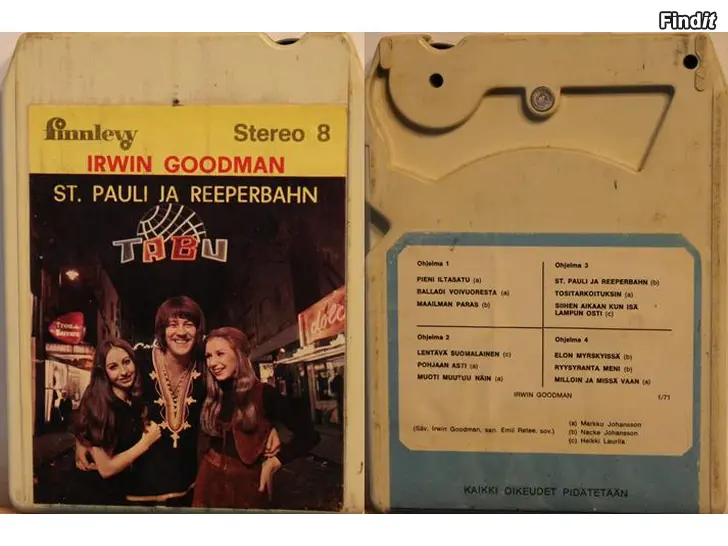 Findit
finnlevy
Stereo 8
IRWIN GOODMAN
ST. PAULI JA REEPERBAHN
TABU
Ohjelma 1
PIENI ILTASATU (a)
BALLADI VOIVUORESTA (a)
MAAILMAN PARAS (b)
Ohjelma 3
ST. PAULI JA REEPERBAHN (b)
TOSITARKOITUKSIN (a)
SIIHEN AIKAAN KUN ISÄ
LAMPUN OSTI (c)
Ohjelma 2
LENTÄVÄ SUOMALAINEN (c)
POHJAAN ASTI (a)
MUOTI MUUTUU NÄIN (a)
Ohjelma 4
ELON MYRSKYISSÄ (b)
RYYSYRANTA MENI (b)
MILLOIN JA MISSÄ VAAN (a)
IRWIN GOODMAN
1/71
(Säv. Irwin Goodman, san. Emil Retee, sov.)
(a) Markku Johansson
(b) Nacke Johansson
(c) Heikki Laurila
KAIKKI OIKEUDET PIDÄTETÄÄN